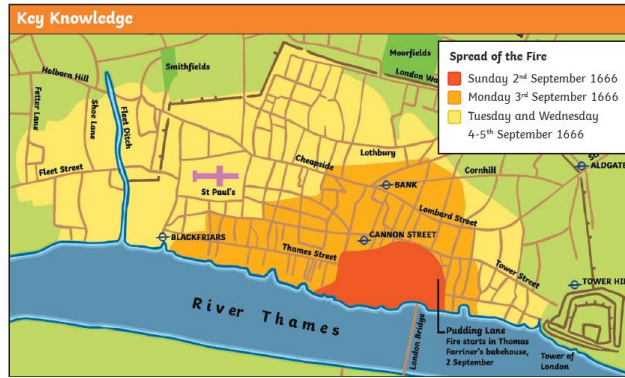 Key Knowledge
Spread of the Fire
Sunday 2nd September 1666
Monday 3rd September 1666
Tuesday and Wednesday
4-5th September 1666
Moorfields
London Wa
Smithfields
Holborn Hill
Fetter Lane
Shoe Lane
Fleet Ditch
Fleet Street
St Paul's
Cheapside
Lothbury
Cornhill
ALDGATE
BANK
Lombard Street
BLACKFRIARS
CANNON STREET
Thames Street
Tower Street
TOWER HIL
River Thames
London Bridge
Pudding Lane
Fire starts in Thomas
Farriner's bakehouse,
2 September
Tower of
London